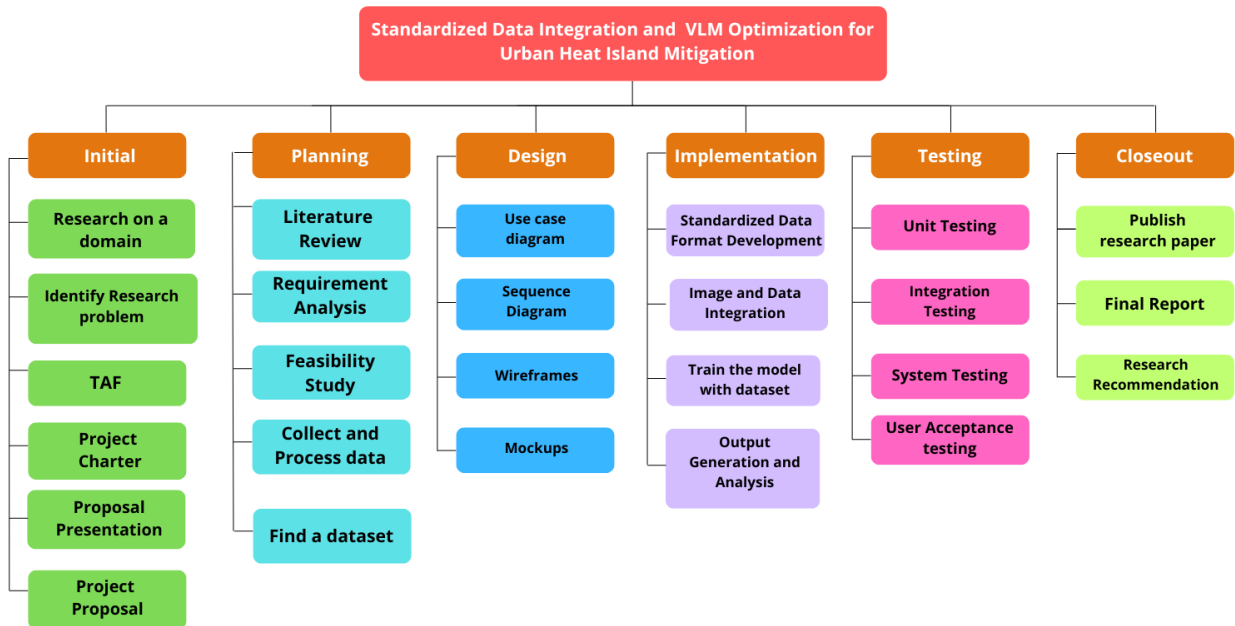 Standardized Data Integration and VLM Optimization for
Urban Heat Island Mitigation
Initial
Research on a
domain
Identify Research
problem
TAF
Project
Charter
Proposal
Presentation
Project
Proposal
Planning
Literature
Review
Requirement
Analysis
Feasibility
Study
Collect and
Process data
Find a dataset
Design
Use case
diagram
Sequence
Diagram
Wireframes
Mockups
Implementation
Standardized Data
Format Development
Image and Data
Integration
Train the model
with dataset
Output
Generation and
Analysis
Testing
Unit Testing
Integration
Testing
System Testing
User Acceptance
testing
Closeout
Publish
research paper
Final Report
Research
Recommendation